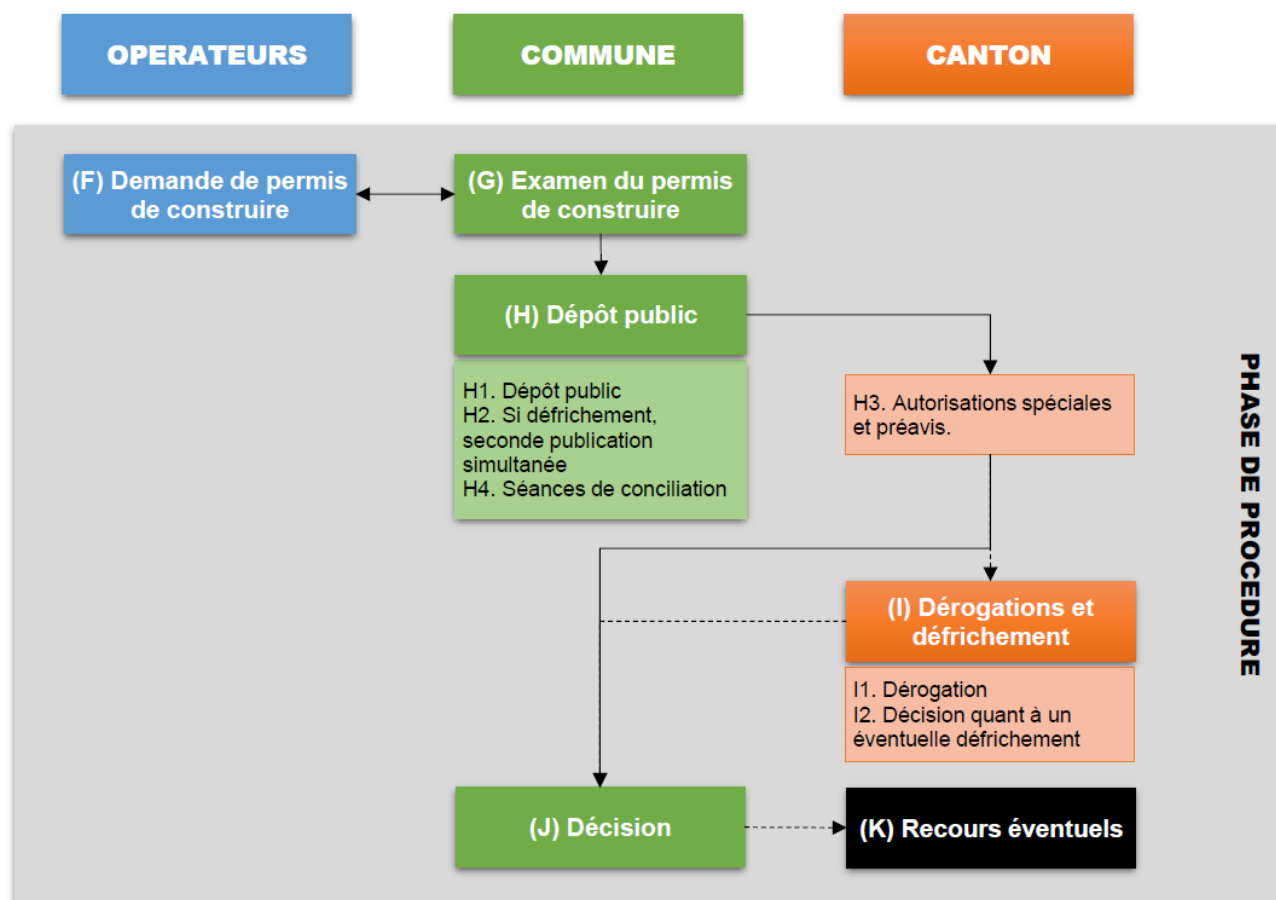 OPERATEURS
COMMUNE
CANTON
(F) Demande de permis
de construire
(G) Examen du permis
de construire
(H) Dépôt public
H1. Dépôt public
H2. Si défrichement,
seconde publication
simultanée
H4. Séances de conciliation
H3. Autorisations spéciales
et préavis.
(I) Dérogations et
défrichement
I1. Dérogation
I2. Décision quant à un
éventuelle défrichement
(J) Décision
(K) Recours éventuels
PHASE DE PROCEDURE